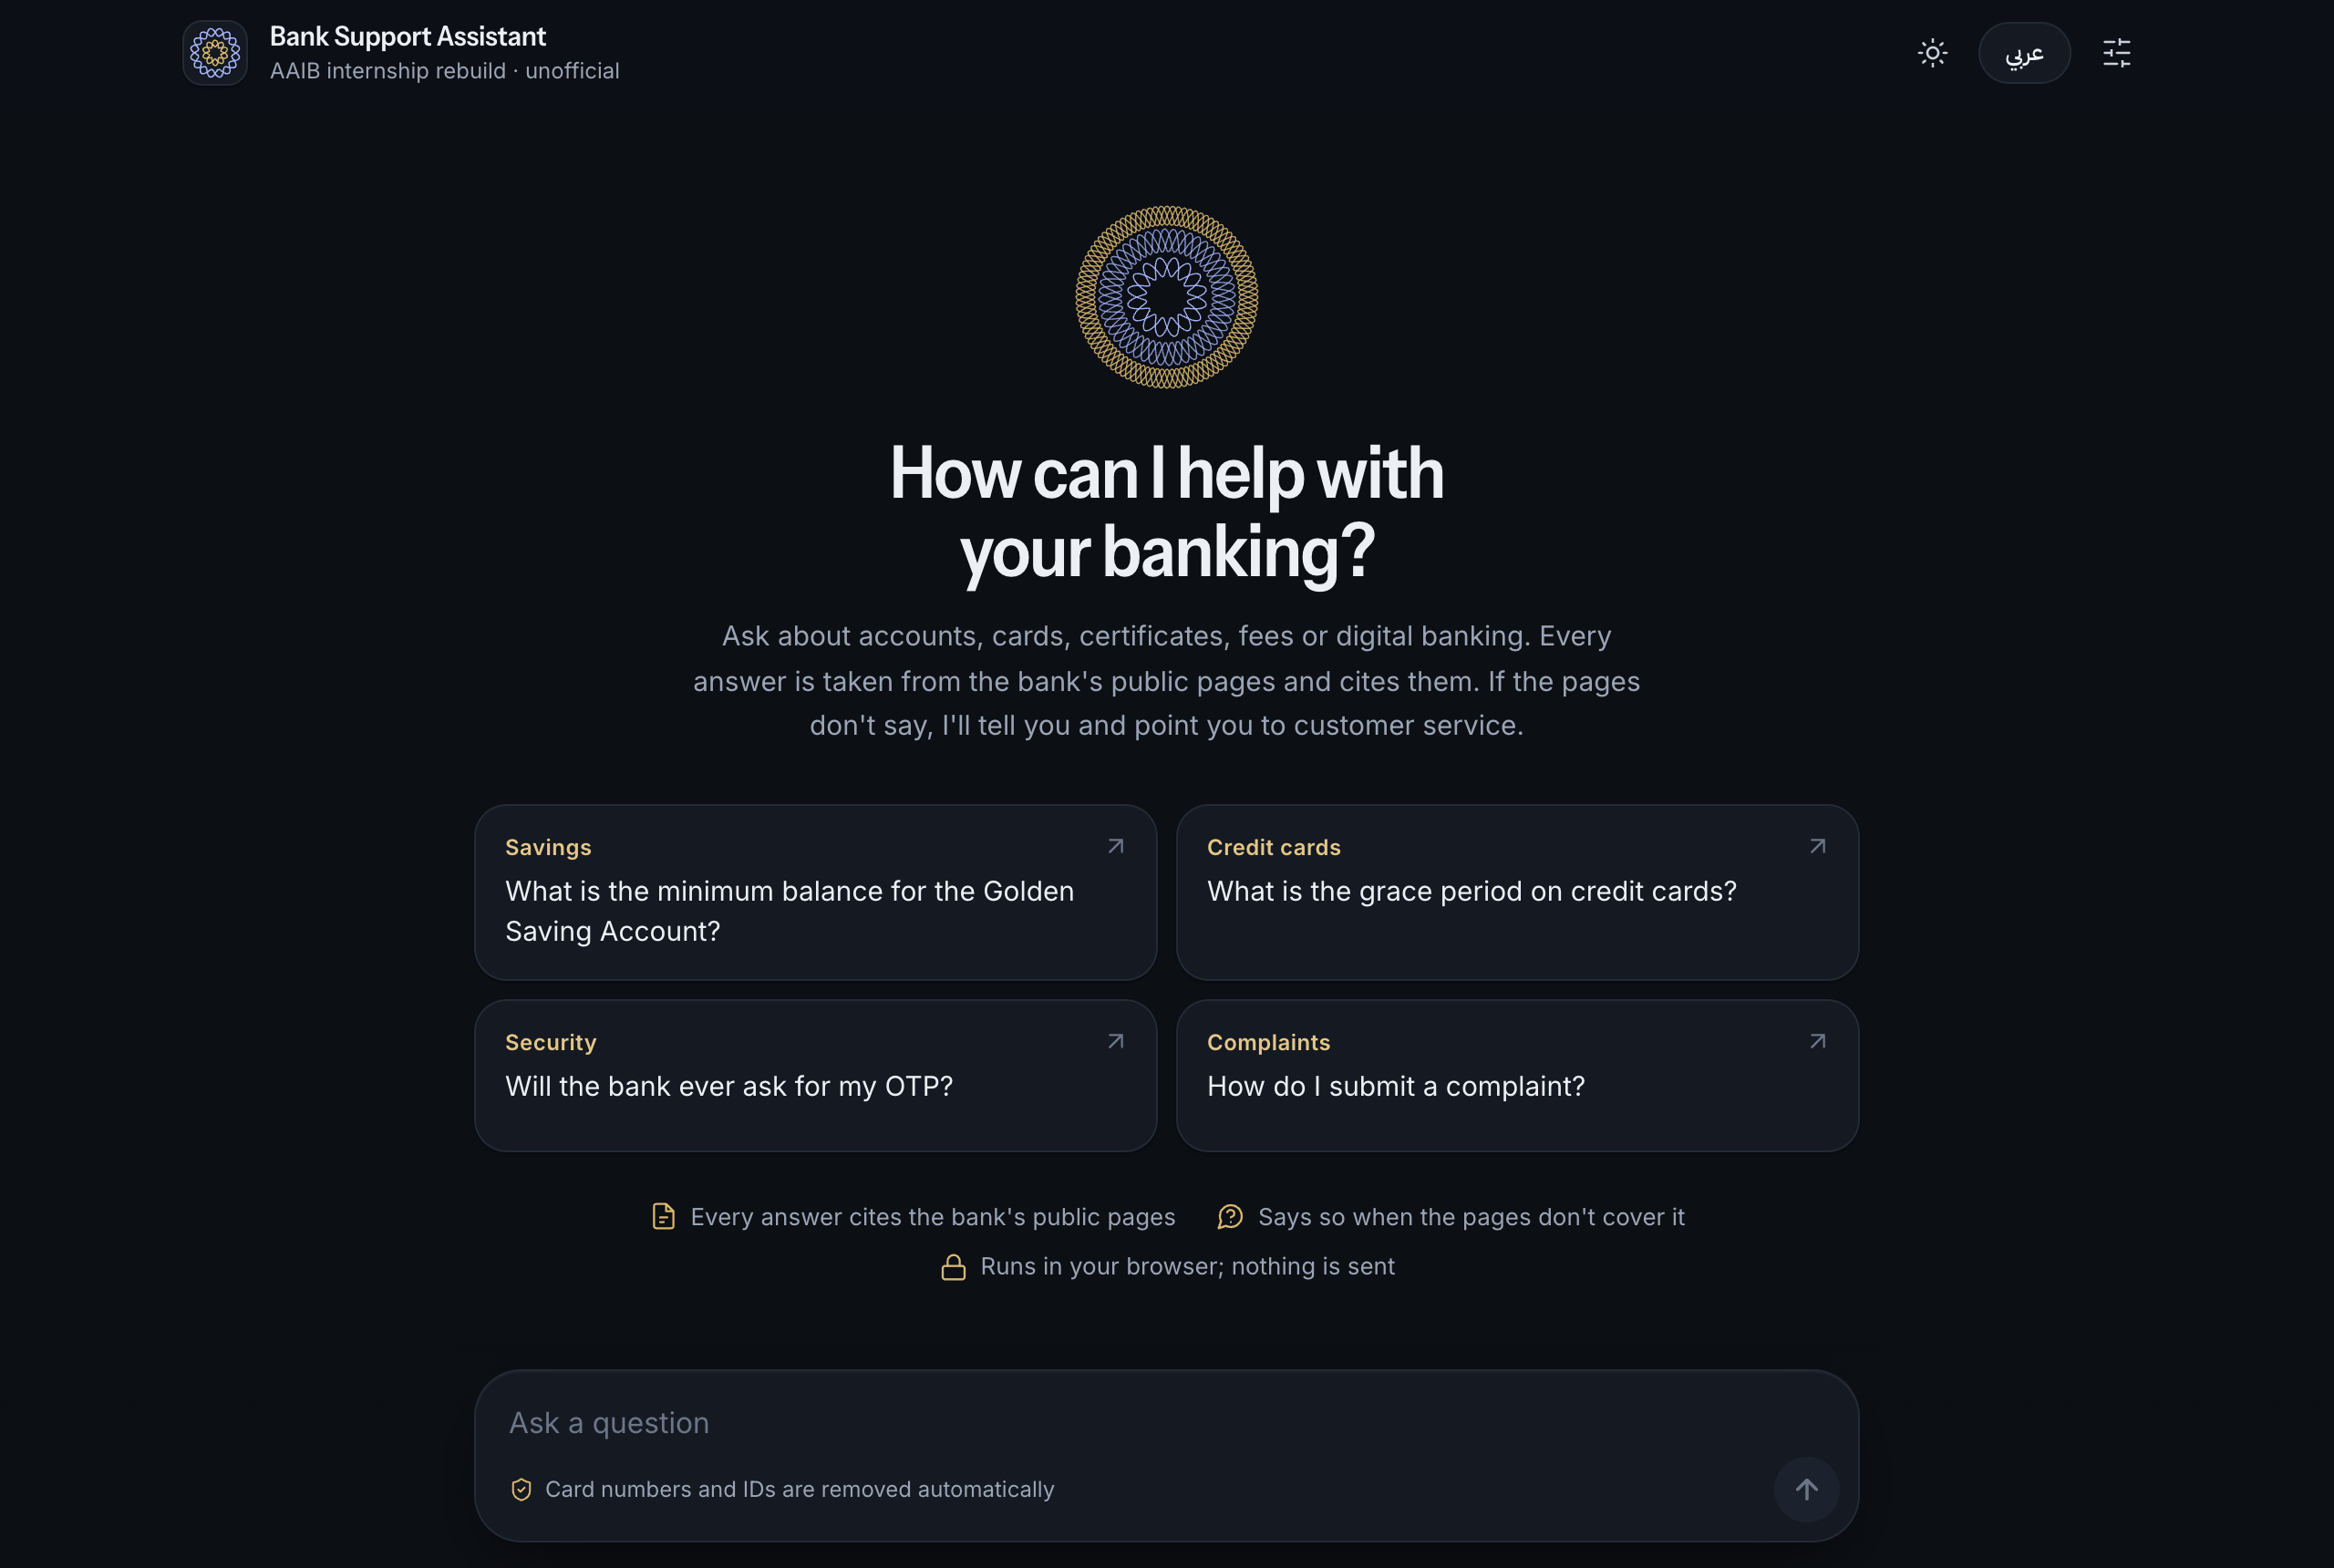 Bank Support Assistant
AAIB internship rebuild · unofficial
عربي
How can I help with
your banking?
Ask about accounts, cards, certificates, fees or digital banking. Every
answer is taken from the bank's public pages and cites them. If the pages
don't say, I'll tell you and point you to customer service.
Savings
What is the minimum balance for the Golden
Saving Account?
Credit cards
What is the grace period on credit cards?
Security
Will the bank ever ask for my OTP?
Complaints
How do I submit a complaint?
Every answer cites the bank's public pages
Says so when the pages don't cover it
Runs in your browser; nothing is sent
Ask a question
Card numbers and IDs are removed automatically